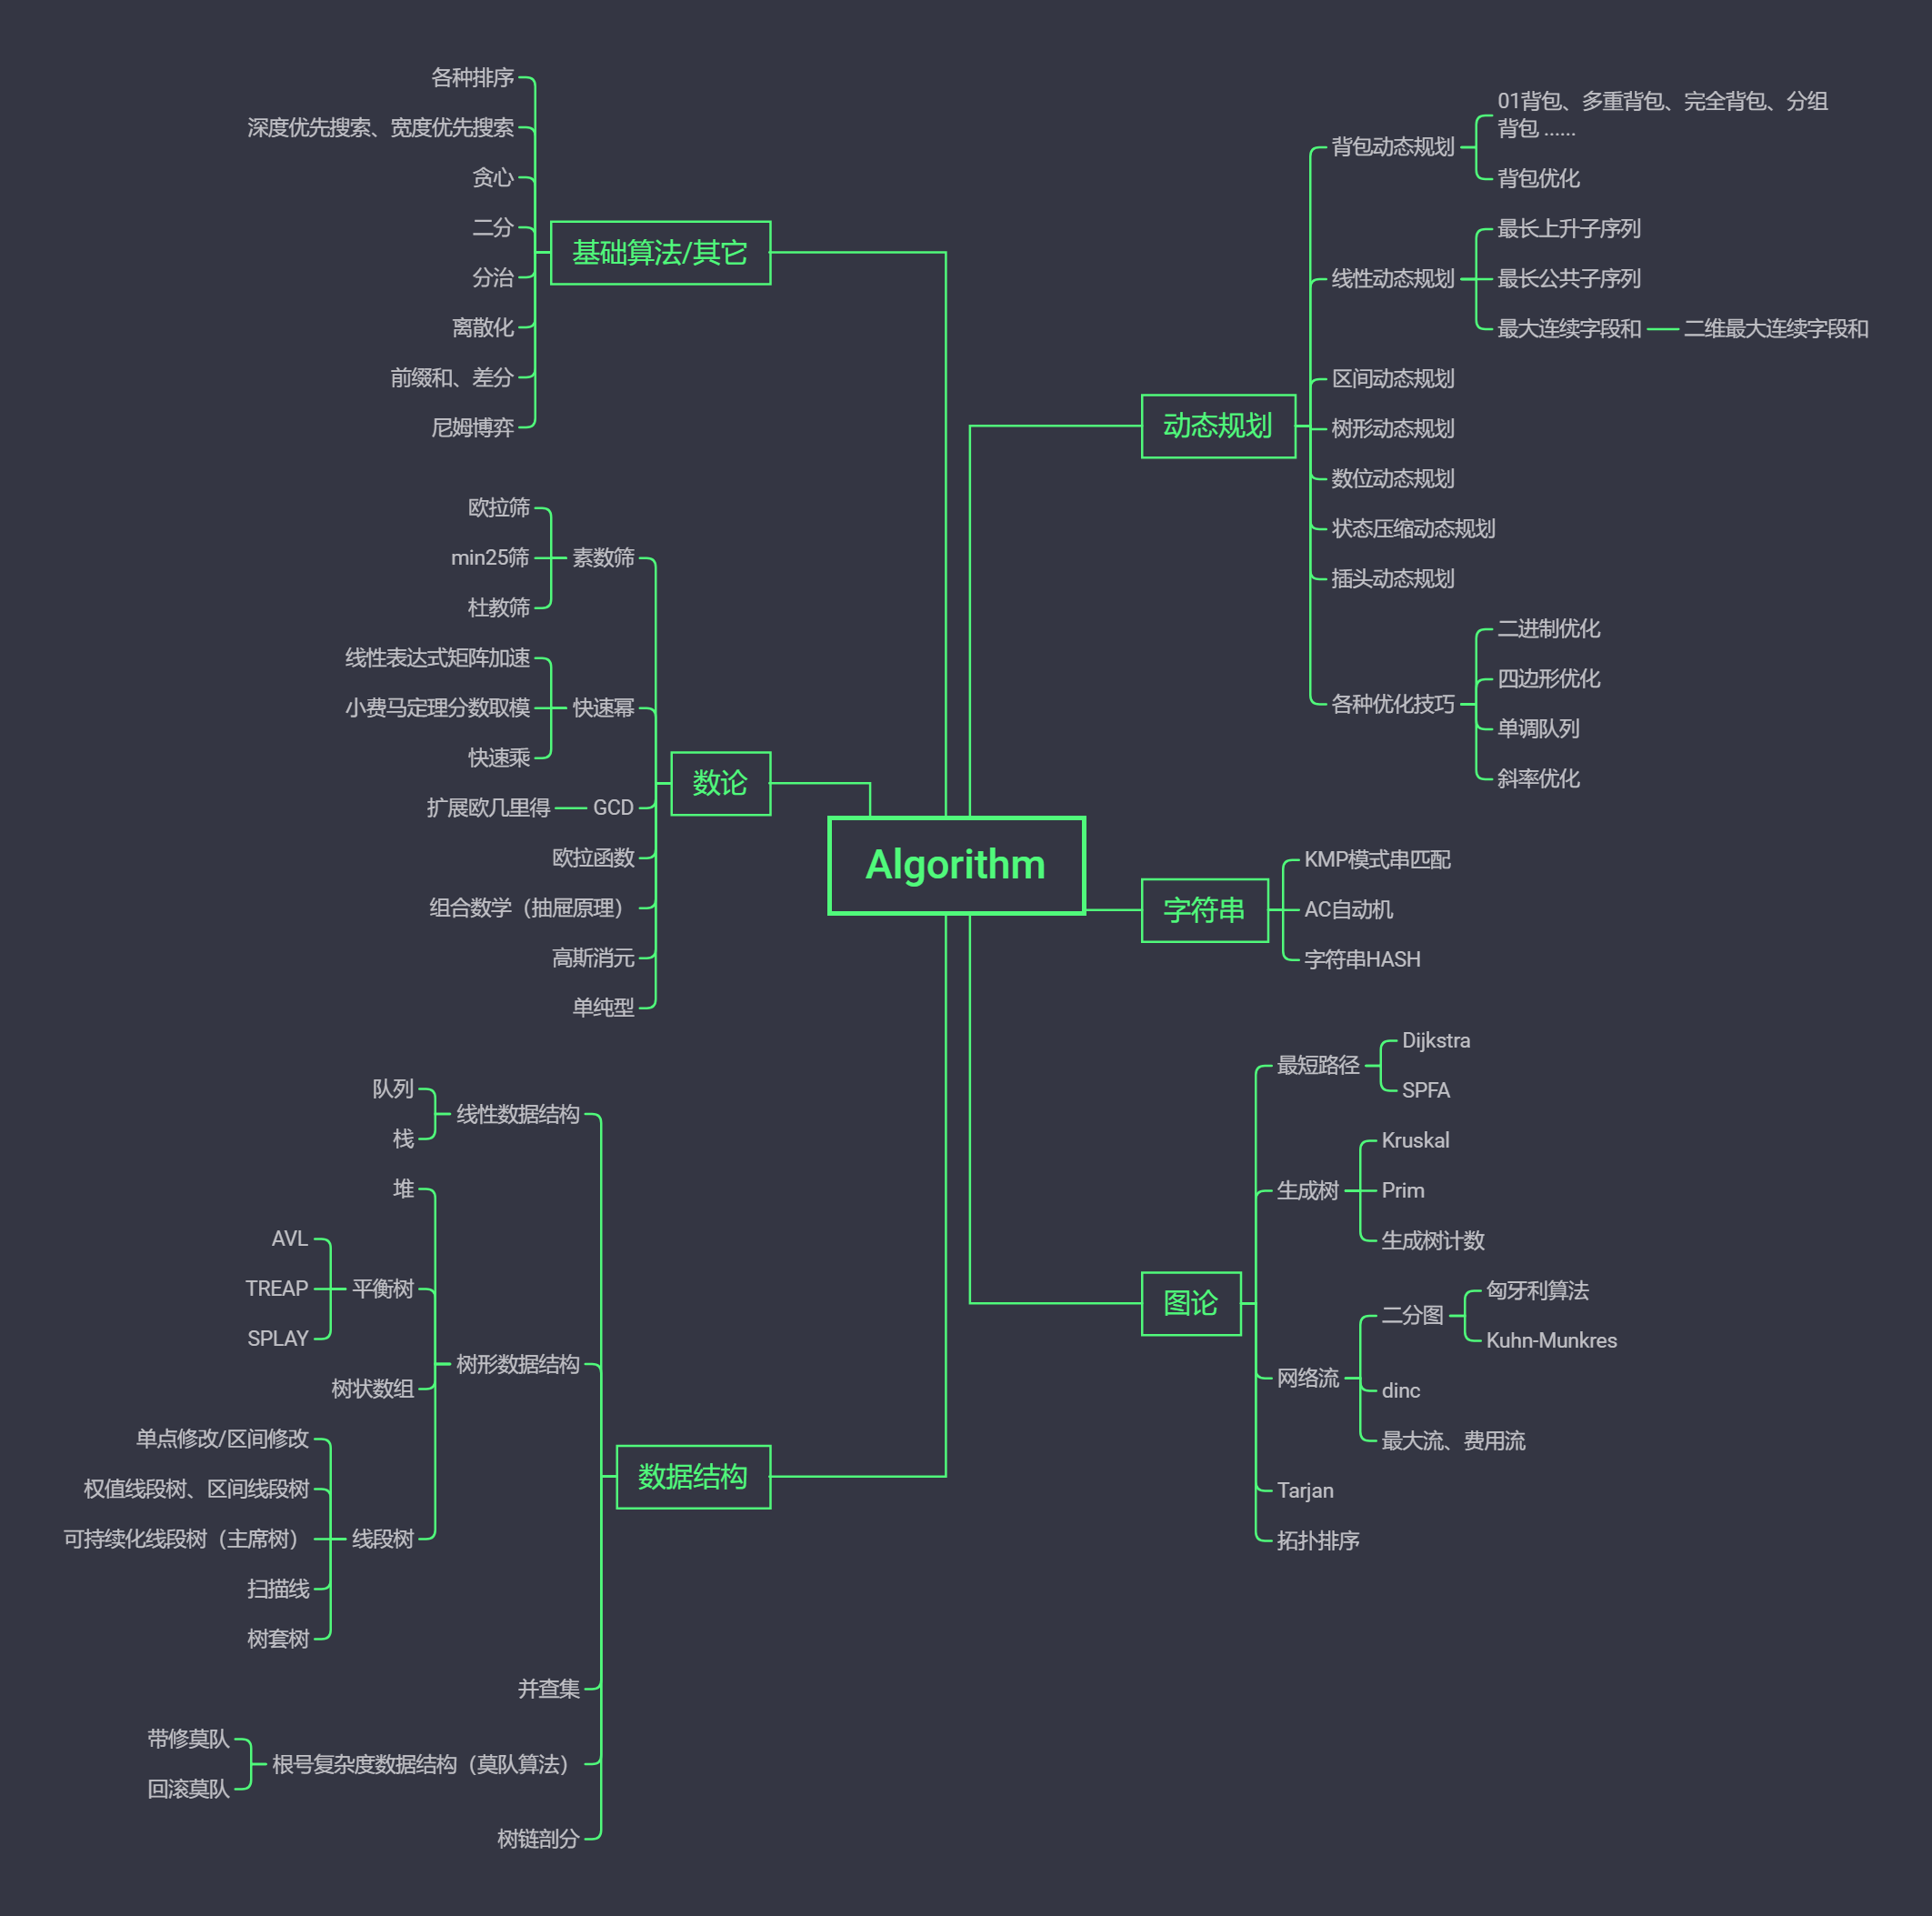 Algorithm
动态规划
背包动态规划
01背包、多重背包、完全背包、分组
背包 ......
背包优化
线性动态规划
最长上升子序列
最长公共子序列
最大连续字段和
二维最大连续字段和
区间动态规划
树形动态规划
数位动态规划
状态压缩动态规划
插头动态规划
各种优化技巧
二进制优化
四边形优化
单调队列
斜率优化
字符串
KMP模式串匹配
AC自动机
字符串HASH
图论
最短路径
Dijkstra
SPFA
生成树
Kruskal
Prim
生成树计数
网络流
二分图
匈牙利算法
Kuhn-Munkres
dinc
最大流、费用流
Tarjan
拓扑排序
基础算法/其它
各种排序
深度优先搜索、宽度优先搜索
贪心
二分
分治
离散化
前缀和、差分
尼姆博弈
数论
素数筛
欧拉筛
min25筛
杜教筛
快速幂
线性表达式矩阵加速
小费马定理分数取模
快速乘
GCD
扩展欧几里得
欧拉函数
组合数学（抽屉原理）
高斯消元
单纯型
数据结构
线性数据结构
队列
栈
树形数据结构
堆
平衡树
AVL
TREAP
SPLAY
树状数组
线段树
单点修改/区间修改
权值线段树、区间线段树
可持续化线段树（主席树）
扫描线
树套树
并查集
根号复杂度数据结构（莫队算法）
带修莫队
回滚莫队
树链剖分